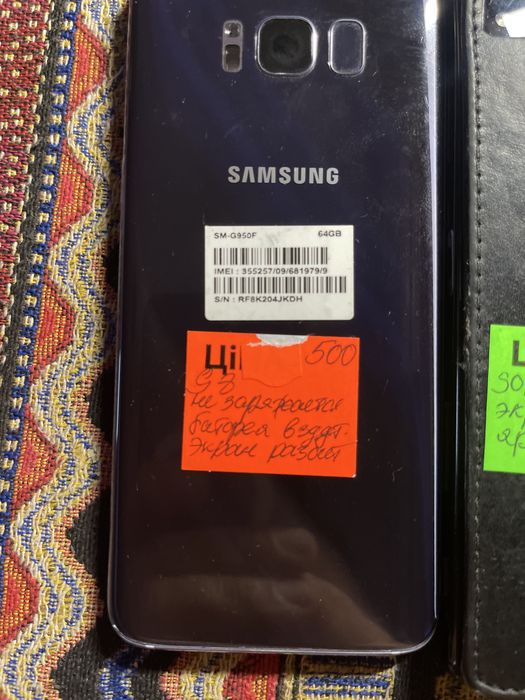 SAMSUNG
SM-G950F 64GB
IMEI : 355257/09/681979/9
S/N : RF8K204JKDH
Ці 500
S8
не заряжается
батарея вздут.
экран разбит